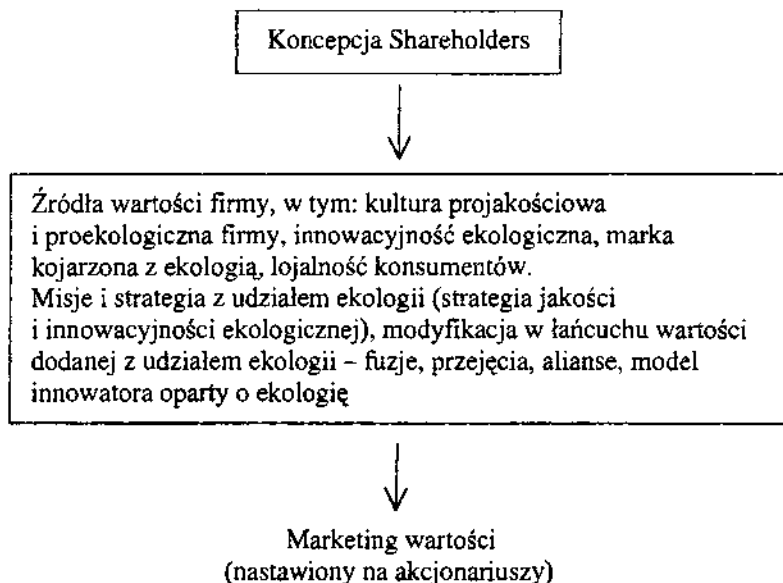 Koncepcja Shareholders
Źródła wartości firmy, w tym: kultura projakościowa
i proekologiczna firmy, innowacyjność ekologiczna, marka
kojarzona z ekologią, lojalność konsumentów.
Misje i strategia z udziałem ekologii (strategia jakości
i innowacyjności ekologicznej), modyfikacja w łańcuchu wartości
dodanej z udziałem ekologii – fuzje, przejęcia, alianse, model
innowatora oparty o ekologię
Marketing wartości
(nastawiony na akcjonariuszy)